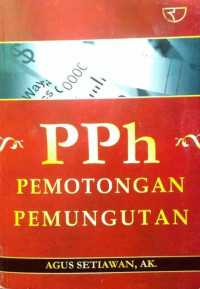 PPh
PEMOTONGAN
PEMUNGUTAN
AGUS SETIAWAN, AK.